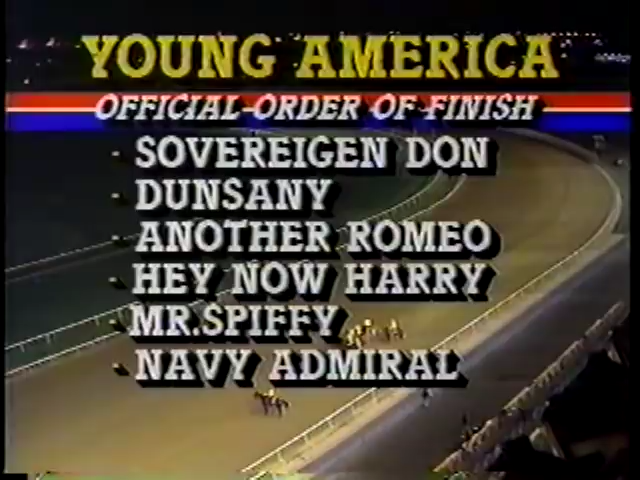 YOUNG AMERICA
OFFICIAL ORDER OF FINISH
- SOVEREIGEN DON
- DUNSANY
- ANOTHER ROMEO
- HEY NOW HARRY
- MR.SPIFFY
- NAVY ADMIRAL